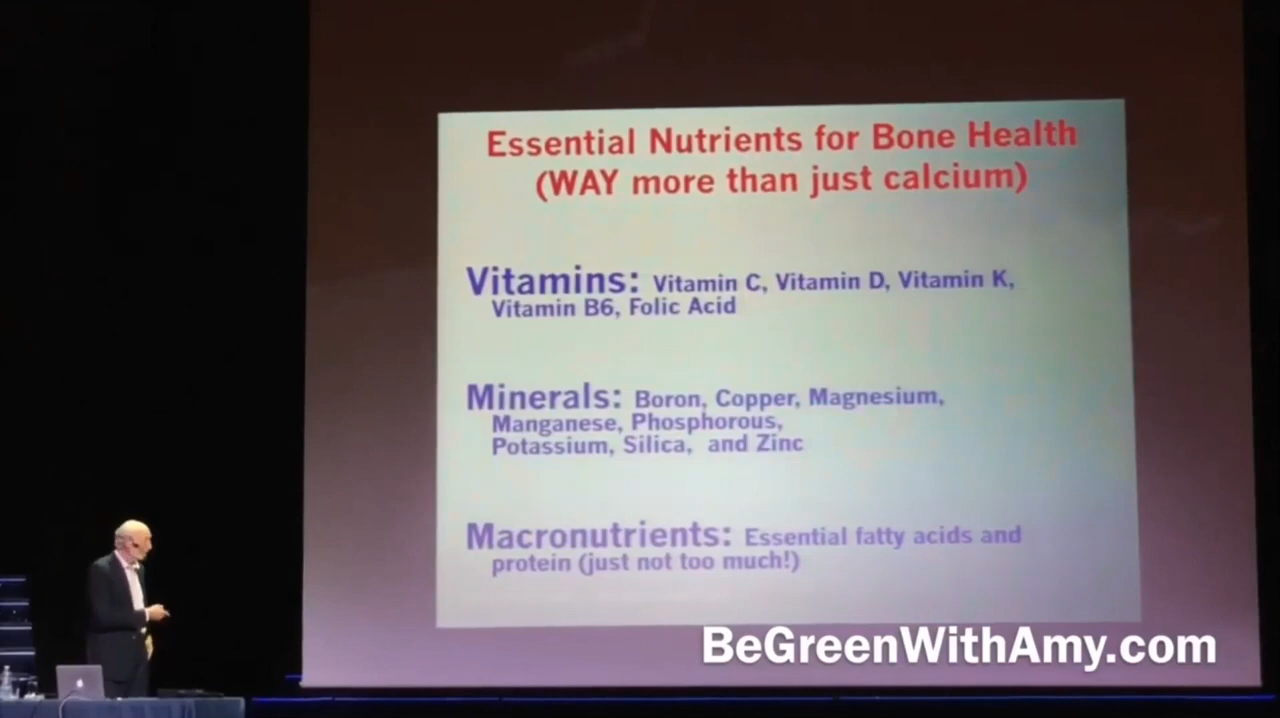 Essential Nutrients for Bone Health
(WAY more than just calcium)
Vitamins: Vitamin C, Vitamin D, Vitamin K,
Vitamin B6, Folic Acid
Minerals: Boron, Copper, Magnesium,
Manganese, Phosphorous,
Potassium, Silica, and Zinc
Macronutrients: Essential fatty acids and
protein (just not too much!)
BeGreenWithAmy.com